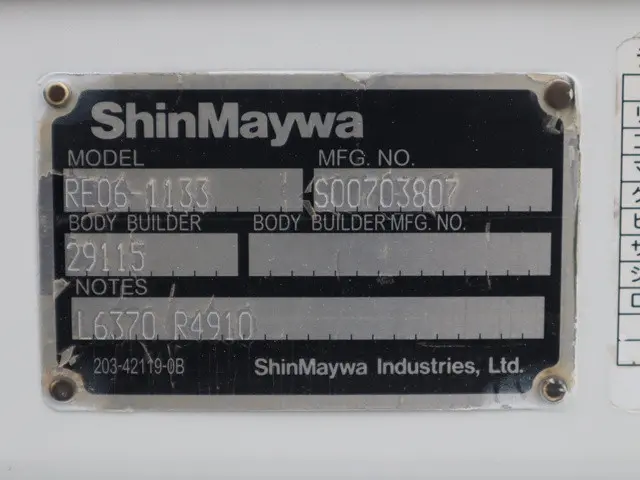 ShinMaywa
MODEL MFG. NO.
RE06-1133 S00703807
BODY BUILDER BODY BUILDER MFG. NO.
29115
NOTES
L6370 R4910
203-42119-0B ShinMaywa Industries, Ltd.